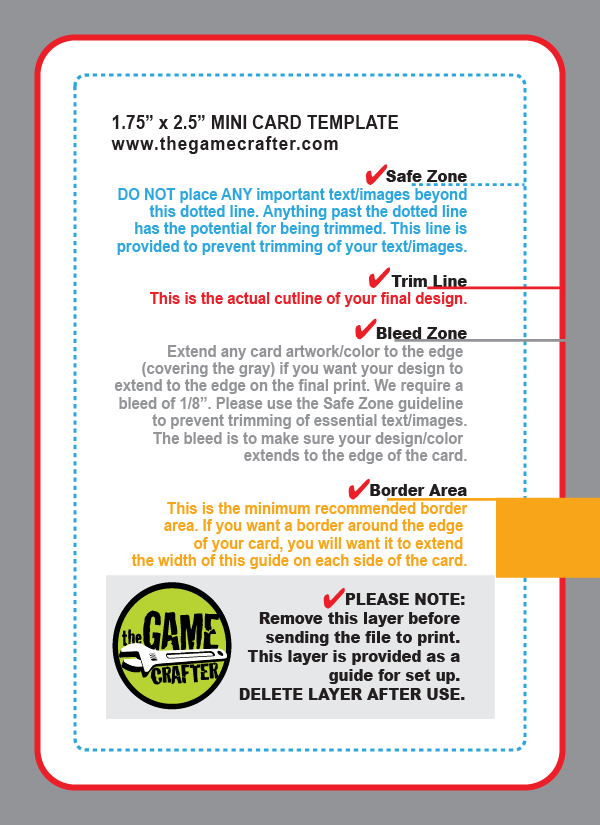 1.75” x 2.5” MINI CARD TEMPLATE
www.thegamecrafter.com
Safe Zone
DO NOT place ANY important text/images beyond
this dotted line. Anything past the dotted line
has the potential for being trimmed. This line is
provided to prevent trimming of your text/images.
Trim Line
This is the actual cutline of your final design.
Bleed Zone
Extend any card artwork/color to the edge
(covering the gray) if you want your design to
extend to the edge on the final print. We require a
bleed of 1/8”. Please use the Safe Zone guideline
to prevent trimming of essential text/images.
The bleed is to make sure your design/color
extends to the edge of the card.
Border Area
This is the minimum recommended border
area. If you want a border around the edge
of your card, you will want it to extend
the width of this guide on each side of the card.
the GAME
CRAFTER
PLEASE NOTE:
Remove this layer before
sending the file to print.
This layer is provided as a
guide for set up.
DELETE LAYER AFTER USE.